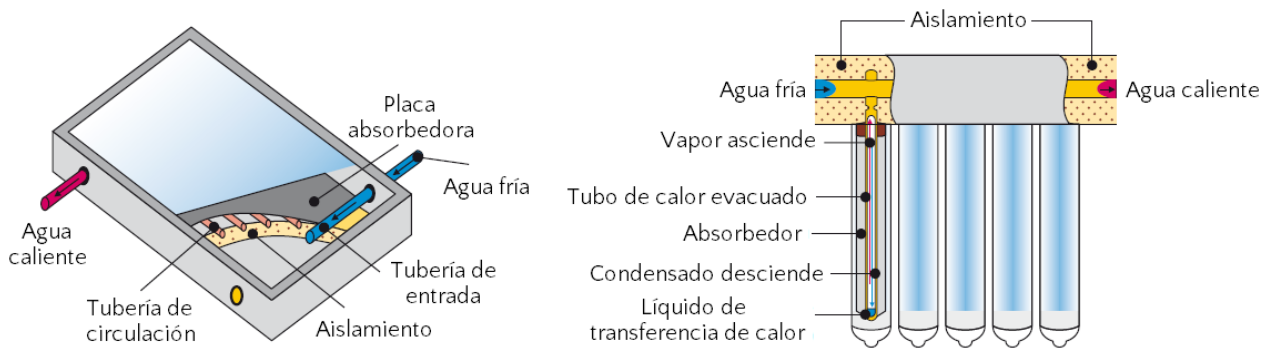 Placa
absorbedora
Agua fría
Agua
caliente
Tubería de
entrada
Tubería de
circulación
Aislamiento
Aislamiento
Agua fría
Agua caliente
Vapor asciende
Tubo de calor evacuado
Absorbedor
Condensado desciende
Líquido de
transferencia de calor